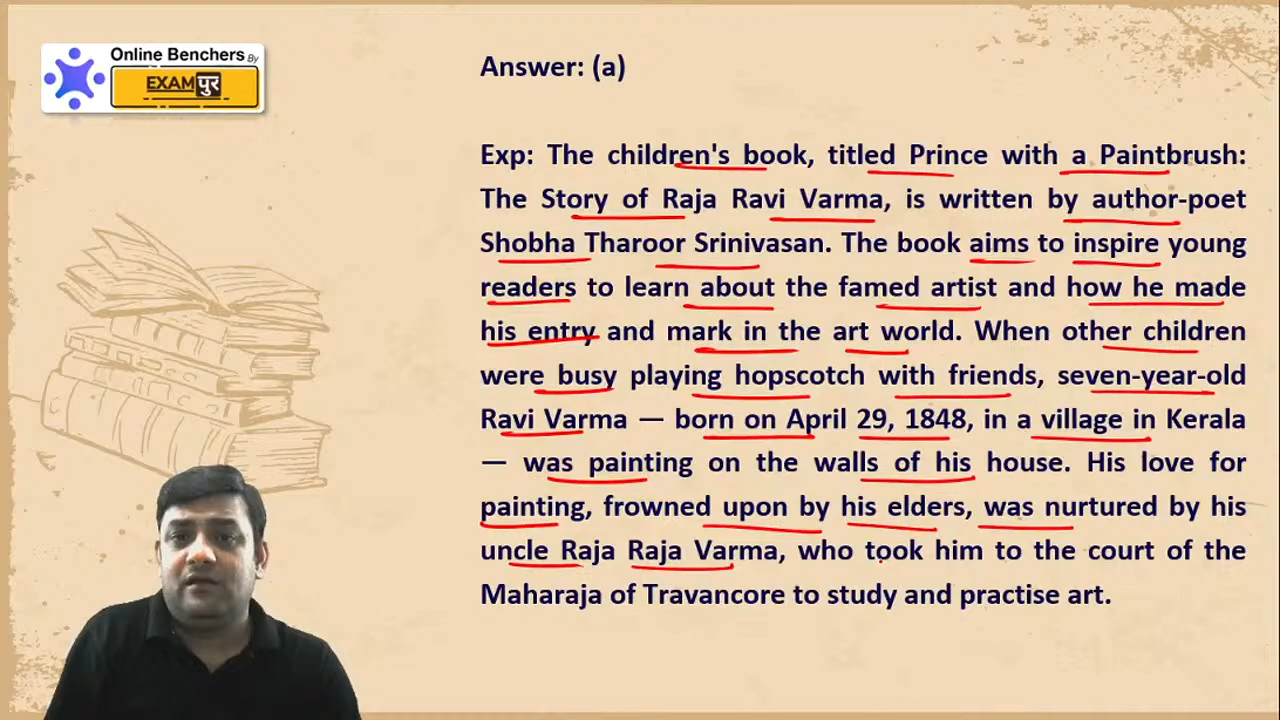 Online Benchers By
EXAMपुर
Answer: (a)
Exp: The children's book, titled Prince with a Paintbrush:
The Story of Raja Ravi Varma, is written by author-poet
Shobha Tharoor Srinivasan. The book aims to inspire young
readers to learn about the famed artist and how he made
his entry and mark in the art world. When other children
were busy playing hopscotch with friends, seven-year-old
Ravi Varma — born on April 29, 1848, in a village in Kerala
— was painting on the walls of his house. His love for
painting, frowned upon by his elders, was nurtured by his
uncle Raja Raja Varma, who took him to the court of the
Maharaja of Travancore to study and practise art.